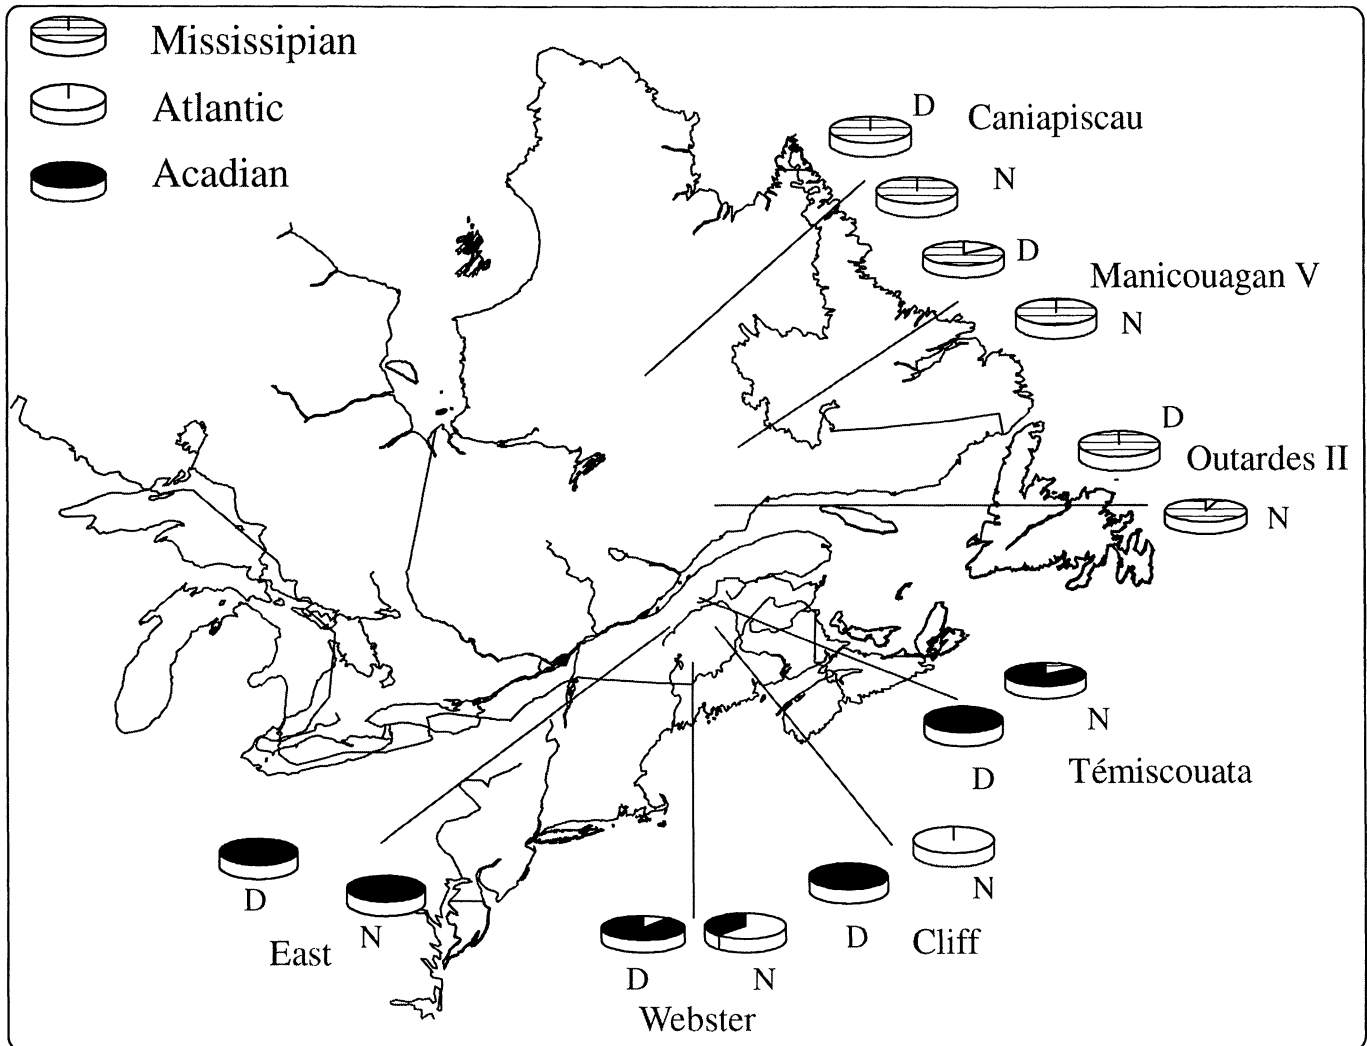 Mississipian
Atlantic
Acadian
D
Caniapiscau
N
D
Manicouagan V
N
D
Outardes II
N
N
D
Témiscouata
N
D
Cliff
D
N
East
D
N
Webster